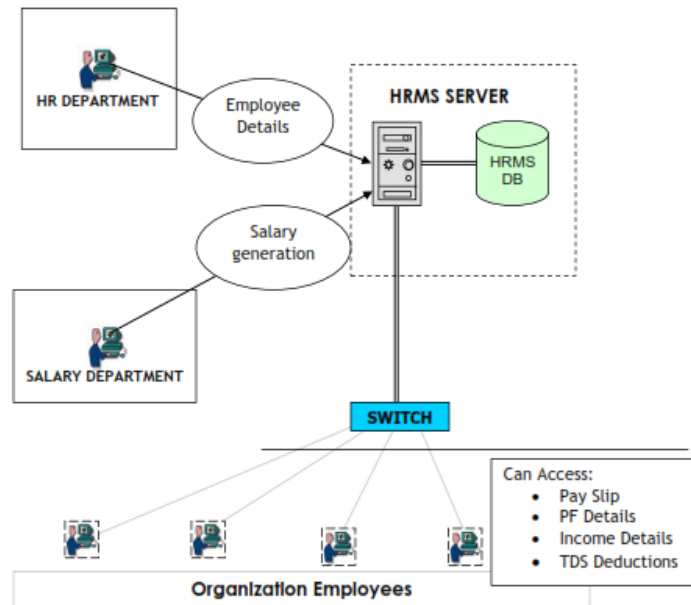 HR DEPARTMENT
Employee
Details
HRMS SERVER
HRMS
DB
Salary
generation
SALARY DEPARTMENT
SWITCH
Can Access:
• Pay Slip
• PF Details
• Income Details
• TDS Deductions
Organization Employees